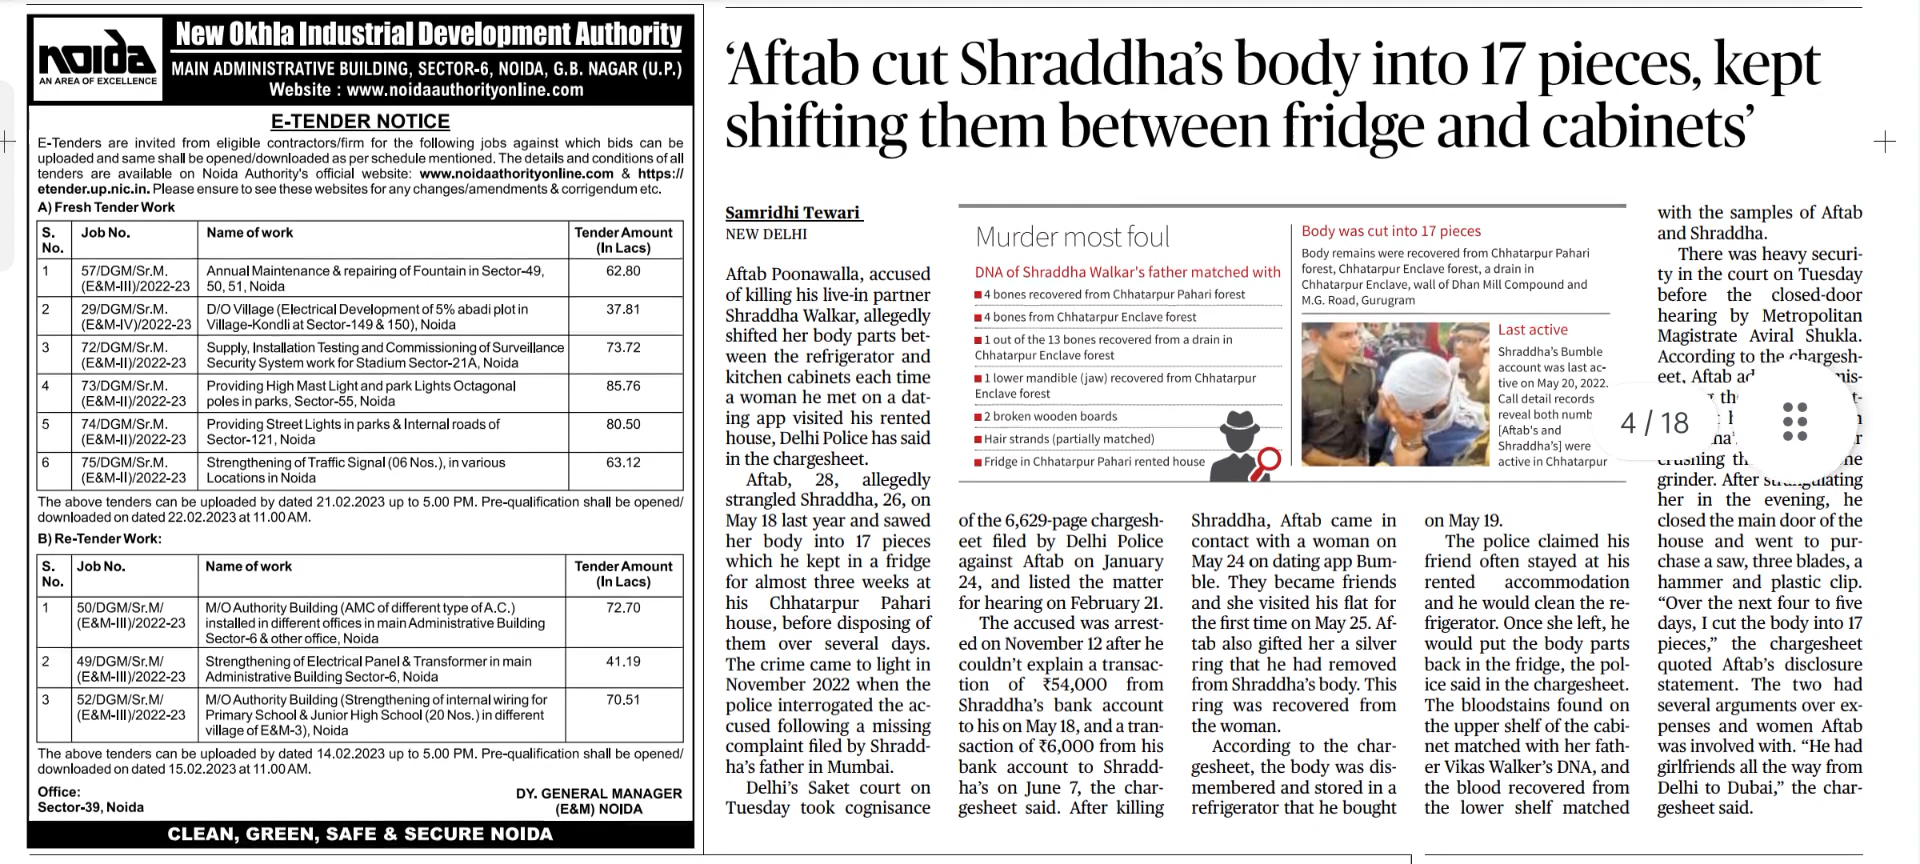 noida
AN AREA OF EXCELLENCE
New Okhla Industrial Development Authority
MAIN ADMINISTRATIVE BUILDING, SECTOR-6, NOIDA, G.B. NAGAR (U.P.)
Website : www.noidaauthorityonline.com
E-TENDER NOTICE
E-Tenders are invited from eligible contractors/firm for the following jobs against which bids can be
uploaded and same shall be opened/downloaded as per schedule mentioned. The details and conditions of all
tenders are available on Noida Authority's official website: www.noidaathorityonline.com & https://
etender.up.nic.in. Please ensure to see these websites for any changes/amendments & corrigendum etc.
A) Fresh Tender Work
S. No. Job No. Name of work Tender Amount (In Lacs)
1 57/DGM/Sr.M. Annual Maintenance & repairing of Fountain in Sector-49, 62.80
(E&M-III)/2022-23 50, 51, Noida
2 29/DGM/Sr.M. D/O Village (Electrical Development of 5% abadi plot in 37.81
(E&M-IV)/2022-23 Village-Kondli at Sector-149 & 150), Noida
3 72/DGM/Sr.M. Supply, Installation Testing and Commissioning of Surveillance 73.72
(E&M-II)/2022-23 Security System work for Stadium Sector-21A, Noida
4 73/DGM/Sr.M. Providing High Mast Light and park Lights Octagonal 85.76
(E&M-II)/2022-23 poles in parks, Sector-55, Noida
5 74/DGM/Sr.M. Providing Street Lights in parks & Internal roads of 80.50
(E&M-II)/2022-23 Sector-121, Noida
6 75/DGM/Sr.M. Strengthening of Traffic Signal (06 Nos.), in various 63.12
(E&M-II)/2022-23 Locations in Noida
The above tenders can be uploaded by dated 21.02.2023 up to 5.00 PM. Pre-qualification shall be opened/
downloaded on dated 22.02.2023 at 11.00 AM.
B) Re-Tender Work:
S. No. Job No. Name of work Tender Amount (In Lacs)
1 50/DGM/Sr.M/ M/O Authority Building (AMC of different type of A.C.) 72.70
(E&M-III)/2022-23 installed in different offices in main Administrative Building
Sector-6 & other office, Noida
2 49/DGM/Sr.M/ Strengthening of Electrical Panel & Transformer in main 41.19
(E&M-III)/2022-23 Administrative Building Sector-6, Noida
3 52/DGM/Sr.M/ M/O Authority Building (Strengthening of internal wiring for 70.51
(E&M-III)/2022-23 Primary School & Junior High School (20 Nos.) in different
village of E&M-3), Noida
The above tenders can be uploaded by dated 14.02.2023 up to 5.00 PM. Pre-qualification shall be opened/
downloaded on dated 15.02.2023 at 11.00 AM.
Office:
Sector-39, Noida
DY. GENERAL MANAGER
(E&M) NOIDA
CLEAN, GREEN, SAFE & SECURE NOIDA
‘Aftab cut Shraddha’s body into 17 pieces, kept
shifting them between fridge and cabinets’
Samridhi Tewari
NEW DELHI
Aftab Poonawalla, accused
of killing his live-in partner
Shraddha Walkar, allegedly
shifted her body parts bet-
ween the refrigerator and
kitchen cabinets each time
a woman he met on a dat-
ing app visited his rented
house, Delhi Police has said
in the chargesheet.
Aftab, 28, allegedly
strangled Shraddha, 26, on
May 18 last year and sawed
her body into 17 pieces
which he kept in a fridge
for almost three weeks at
his Chhatarpur Pahari
house, before disposing of
them over several days.
The crime came to light in
November 2022 when the
police interrogated the ac-
cused following a missing
complaint filed by Shradd-
ha’s father in Mumbai.
Delhi’s Saket court on
Tuesday took cognisance
Murder most foul
DNA of Shraddha Walkar's father matched with
4 bones recovered from Chhatarpur Pahari forest
4 bones from Chhatarpur Enclave forest
1 out of the 13 bones recovered from a drain in
Chhatarpur Enclave forest
1 lower mandible (jaw) recovered from Chhatarpur
Enclave forest
2 broken wooden boards
Hair strands (partially matched)
Fridge in Chhatarpur Pahari rented house
Body was cut into 17 pieces
Body remains were recovered from Chhatarpur Pahari
forest, Chhatarpur Enclave forest, a drain in
Chhatarpur Enclave, wall of Dhan Mill Compound and
M.G. Road, Gurugram
Last active
Shraddha’s Bumble
account was last ac-
tive on May 20, 2022.
Call detail records
reveal both numb
[Aftab's and
Shraddha’s] were
active in Chhatarpur
of the 6,629-page chargesh-
eet filed by Delhi Police
against Aftab on January
24, and listed the matter
for hearing on February 21.
The accused was arrest-
ed on November 12 after he
couldn’t explain a transac-
tion of ₹54,000 from
Shraddha’s bank account
to his on May 18, and a tran-
saction of ₹6,000 from his
bank account to Shradd-
ha’s on June 7, the char-
gesheet said. After killing
Shraddha, Aftab came in
contact with a woman on
May 24 on dating app Bum-
ble. They became friends
and she visited his flat for
the first time on May 25. Af-
tab also gifted her a silver
ring that he had removed
from Shraddha’s body. This
ring was recovered from
the woman.
According to the char-
gesheet, the body was dis-
membered and stored in a
refrigerator that he bought
on May 19.
The police claimed his
friend often stayed at his
rented accommodation
and he would clean the re-
frigerator. Once she left, he
would put the body parts
back in the fridge, the pol-
ice said in the chargesheet.
The bloodstains found on
the upper shelf of the cabi-
net matched with her fath-
er Vikas Walker’s DNA, and
the blood recovered from
the lower shelf matched
with the samples of Aftab
and Shraddha.
There was heavy securi-
ty in the court on Tuesday
before the closed-door
hearing by Metropolitan
Magistrate Aviral Shukla.
According to the chargesh-
eet, Aftab
crushing
grinder. After strangulating
her in the evening, he
closed the main door of the
house and went to pur-
chase a saw, three blades, a
hammer and plastic clip.
“Over the next four to five
days, I cut the body into 17
pieces,” the chargesheet
quoted Aftab’s disclosure
statement. The two had
several arguments over ex-
penses and women Aftab
was involved with. “He had
girlfriends all the way from
Delhi to Dubai,” the char-
gesheet said.
4 / 18